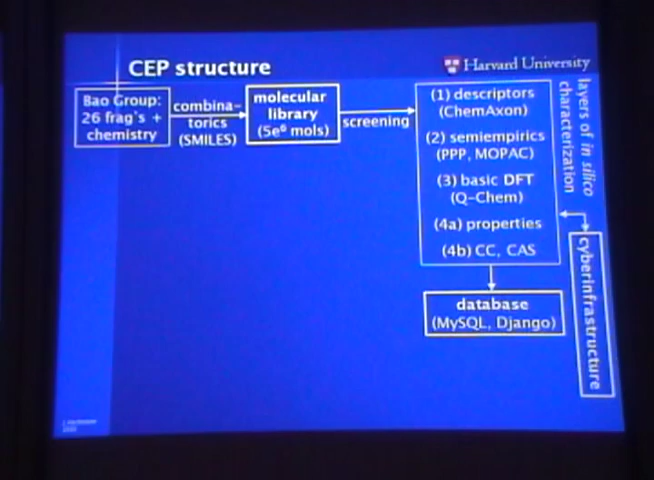 CEP structure
Harvard University
Bao Group:
26 frag's +
chemistry
combina-
torics
(SMILES)
molecular
library
(5e⁶ mols)
screening
(1) descriptors
(ChemAxon)
(2) semiempirics
(PPP, MOPAC)
(3) basic DFT
(Q-Chem)
(4a) properties
(4b) CC, CAS
layers of in silico
characterization
cyberinfrastructure
database
(MySQL, Django)